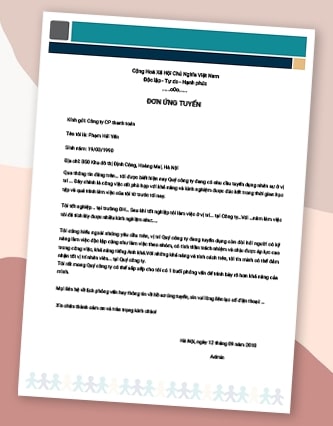 Cộng Hoà Xã Hội Chủ Nghĩa Việt Nam
Độc lập - Tự do - Hạnh phúc
.....o0o.....
ĐƠN ỨNG TUYỂN
Kính gửi: Công ty CP thanh toán
Tên tôi là: Phạm Hải Yến
Sinh năm: 19/03/1990
Địa chỉ: 350 Khu đô thị Định Công, Hoàng Mai, Hà Nội
Qua thông tin đăng trên... tôi được biết hiện nay Quý công ty đang có nhu cầu tuyển dụng nhân sự ở vị
trí ... Đây chính là công việc rất phù hợp với khả năng và kinh nghiệm được đúc kết trong thời gian học
tập và quá trình làm việc của tôi từ trước tới nay.
Tôi tốt nghiệp... tại trường ĐH... Sau khi tốt nghiệp tôi làm việc ở vị trí... tại Công ty...Với ...năm làm việc
tôi đã tích lũy được nhiều kinh nghiệm như:....
Tôi cũng hiểu người những yêu cầu trên, vị trí Quý công ty đang tuyển dụng còn đòi hỏi người có kỹ
năng làm việc độc lập cũng như làm việc theo nhóm, có tinh thần trách nhiệm và chịu được áp lực cao
trong công việc, khả năng tiếng Anh khá.Với những khả năng và tính cách trên, tôi tin mình có thể đảm
nhận tốt vị trí nhân viên... tại Quý công ty.
Tôi rất mong Quý công ty có thể sắp xếp cho tôi có 1 buổi phỏng vấn để trình bày rõ hơn khả năng của
mình.
Mọi liên hệ về lịch phỏng vấn hay thông tin về hồ sơ ứng tuyển, xin vui lòng liên lạc số điện thoại ...
Xin chân thành cảm ơn và trân trọng kính chào!
Hà Nội, ngày 12 tháng 09 năm 2018
Admin